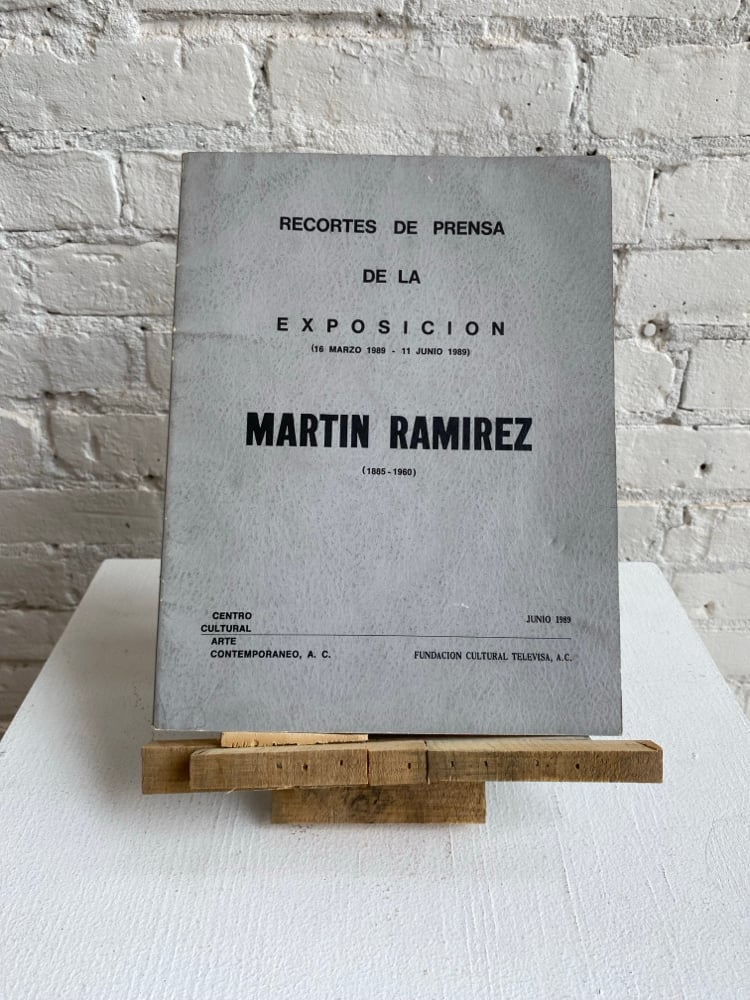 RECORTES DE PRENSA
DE LA
EXPOSICION
(16 MARZO 1989 - 11 JUNIO 1989)
MARTIN RAMIREZ
(1885-1960)
CENTRO
CULTURAL
ARTE
CONTEMPORANEO, A. C.
JUNIO 1989
FUNDACION CULTURAL TELEVISA, A.C.